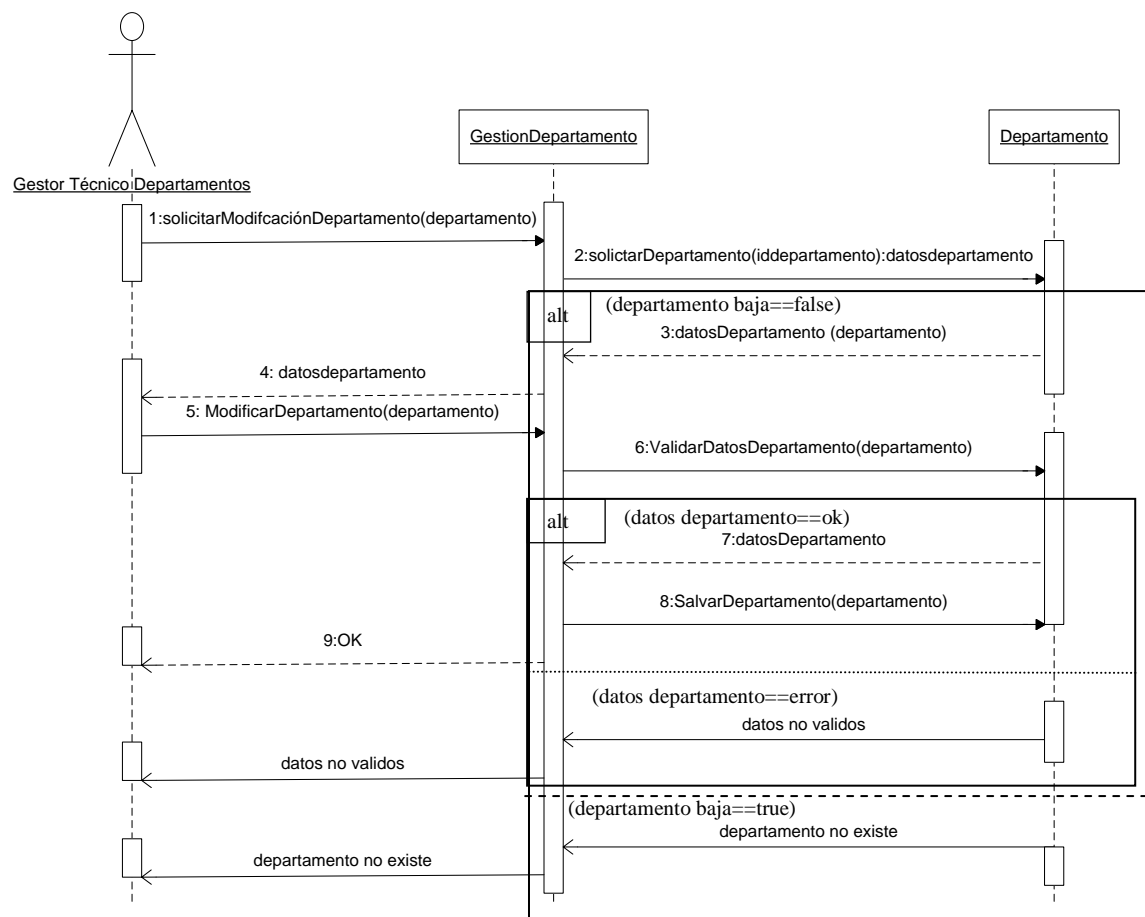 GestionDepartamento
Departamento
Gestor Técnico Departamentos
1:solicitarModifcaciónDepartamento(departamento)
2:solictarDepartamento(iddepartamento):datosdepartamento
alt
(departamento baja==false)
3:datosDepartamento (departamento)
4: datosdepartamento
5: ModificarDepartamento(departamento)
6:ValidarDatosDepartamento(departamento)
alt
(datos departamento==ok)
7:datosDepartamento
8:SalvarDepartamento(departamento)
9:OK
(datos departamento==error)
datos no validos
datos no validos
(departamento baja==true)
departamento no existe
departamento no existe